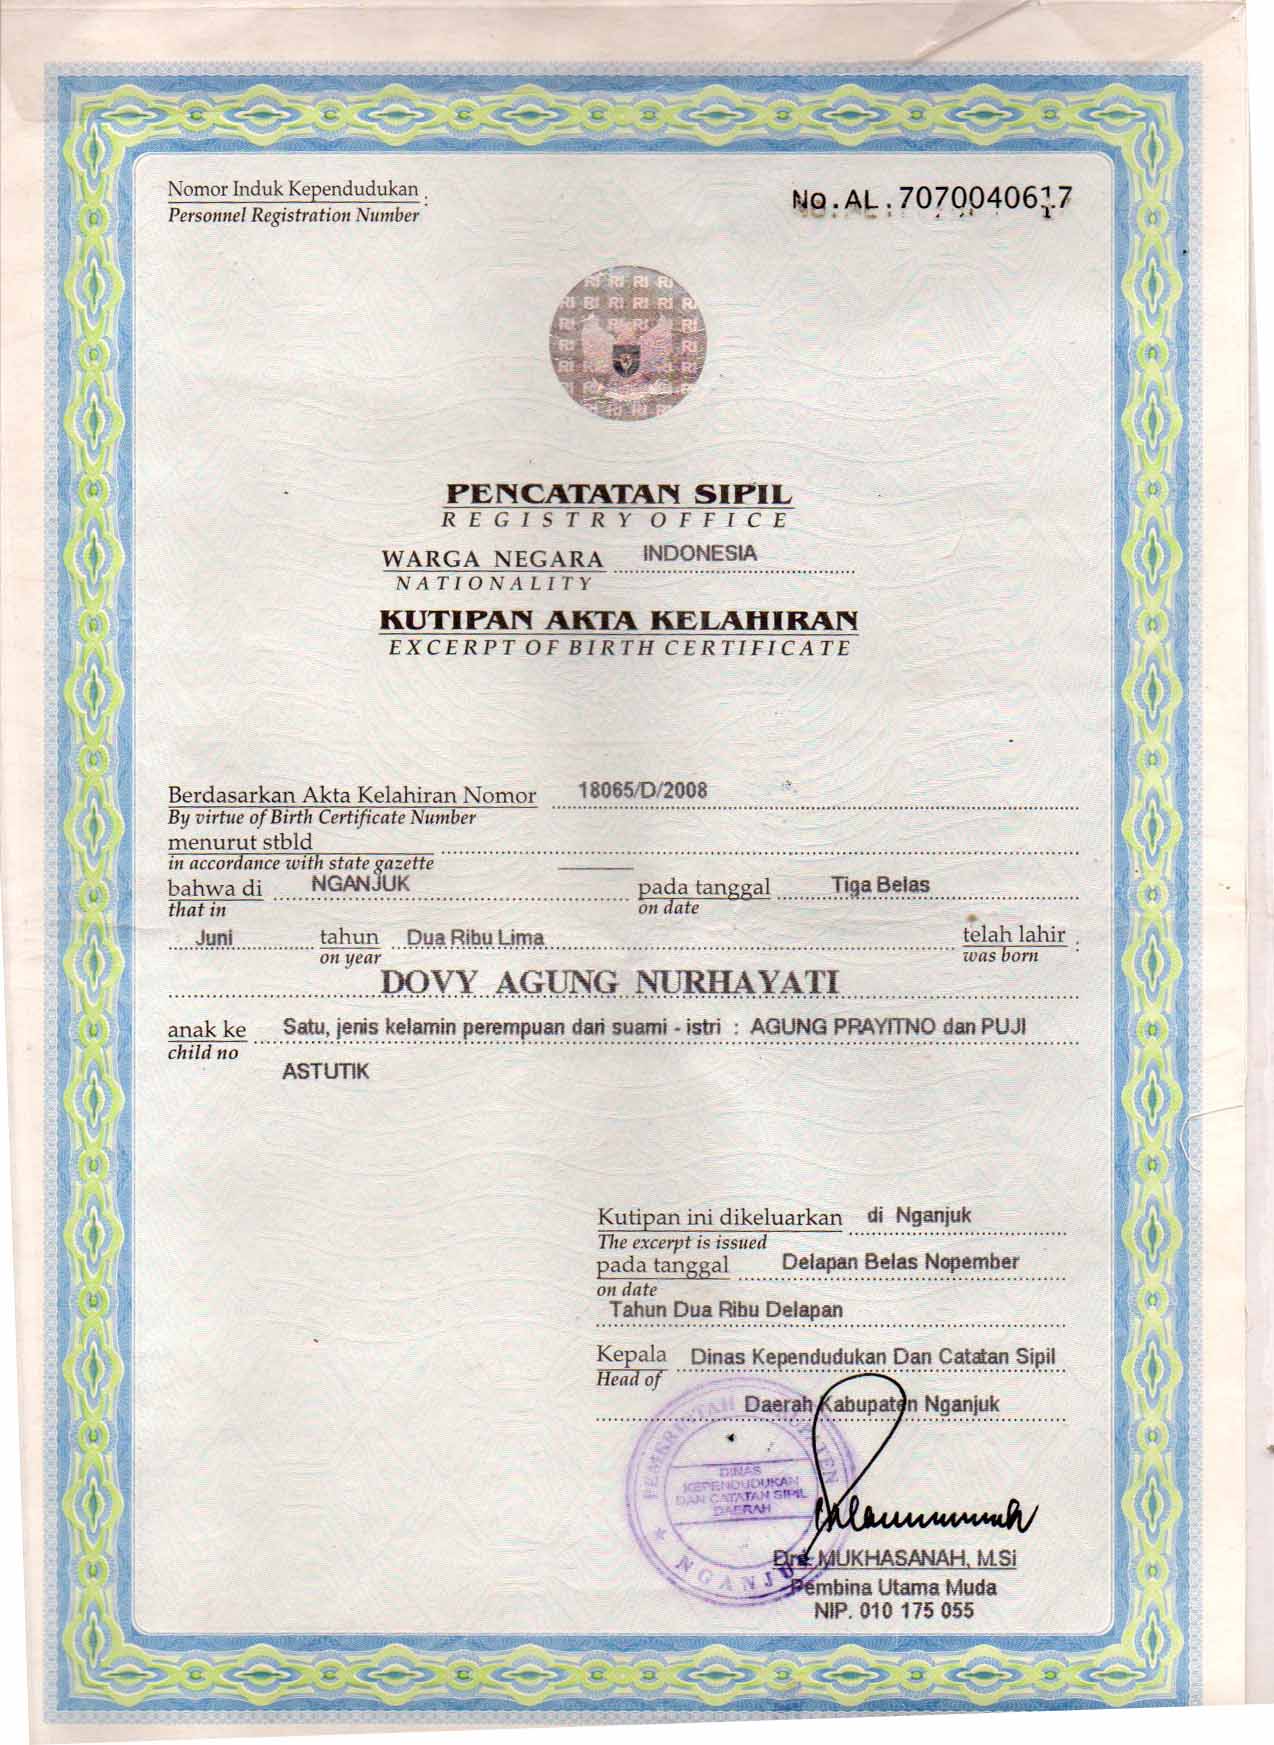 Nomor Induk Kependudukan :
Personnel Registration Number
No.AL.7070040617
PENCATATAN SIPIL
REGISTRY OFFICE
WARGA NEGARA INDONESIA
NATIONALITY
KUTIPAN AKTA KELAHIRAN
EXCERPT OF BIRTH CERTIFICATE
Berdasarkan Akta Kelahiran Nomor 18065/D/2008
By virtue of Birth Certificate Number
menurut stbld
in accordance with state gazette
bahwa di NGANJUK pada tanggal Tiga Belas
that in on date
Juni tahun Dua Ribu Lima telah lahir :
on year was born
DOVY AGUNG NURHAYATI
anak ke Satu, jenis kelamin perempuan dari suami - istri : AGUNG PRAYITNO dan PUJI
child no
ASTUTIK
Kutipan ini dikeluarkan di Nganjuk
The excerpt is issued
pada tanggal Delapan Belas Nopember
on date
Tahun Dua Ribu Delapan
Kepala Dinas Kependudukan Dan Catatan Sipil
Head of
Daerah Kabupaten Nganjuk
PEMERINTAH KABUPATEN
DINAS
KEPENDUDUKAN
DAN CATATAN SIPIL
DAERAH
NGANJUK
MUKHASANAH, M.Si
Pembina Utama Muda
NIP. 010 175 055